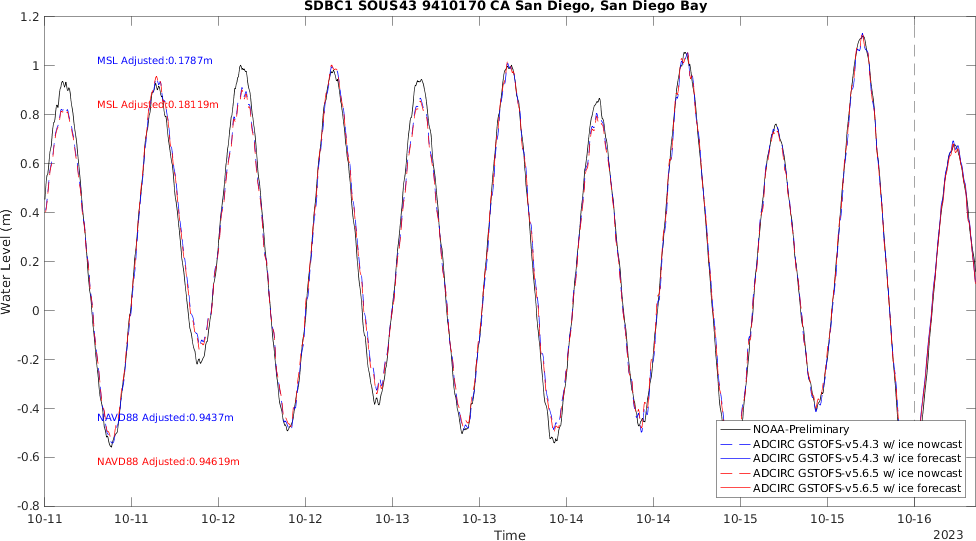 SDBC1 SOUS43 9410170 CA San Diego, San Diego Bay
1.2
1
0.8
0.6
0.4
0.2
0
-0.2
-0.4
-0.6
-0.8
Water Level (m)
MSL Adjusted:0.1787m
MSL Adjusted:0.18119m
NAVD88 Adjusted:0.9437m
NAVD88 Adjusted:0.94619m
NOAA-Preliminary
ADCIRC GSTOFS-v5.4.3 w/ ice nowcast
ADCIRC GSTOFS-v5.4.3 w/ ice forecast
ADCIRC GSTOFS-v5.6.5 w/ ice nowcast
ADCIRC GSTOFS-v5.6.5 w/ ice forecast
10-11 10-11 10-12 10-12 10-13 10-13 10-14 10-14 10-15 10-15 10-16
Time
2023